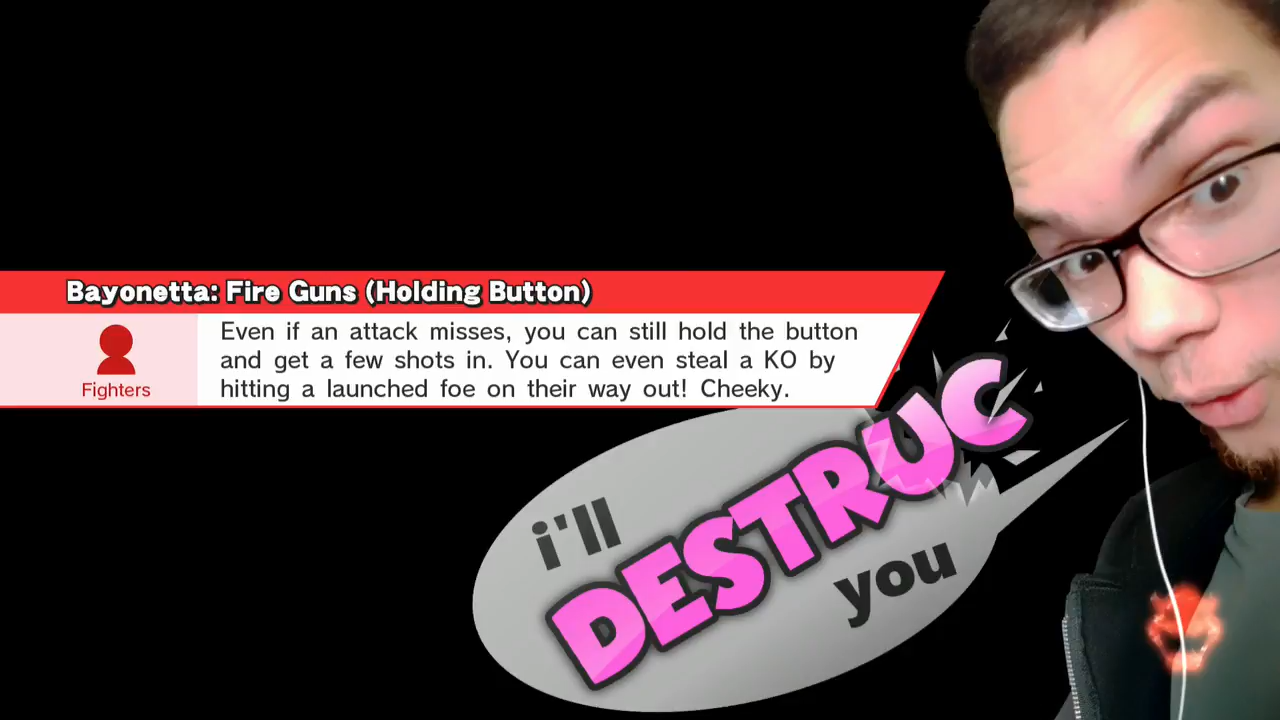 Bayonetta: Fire Guns (Holding Button)
Fighters
Even if an attack misses, you can still hold the button
and get a few shots in. You can even steal a KO by
hitting a launched foe on their way out! Cheeky.
i'll
DESTRUC
you